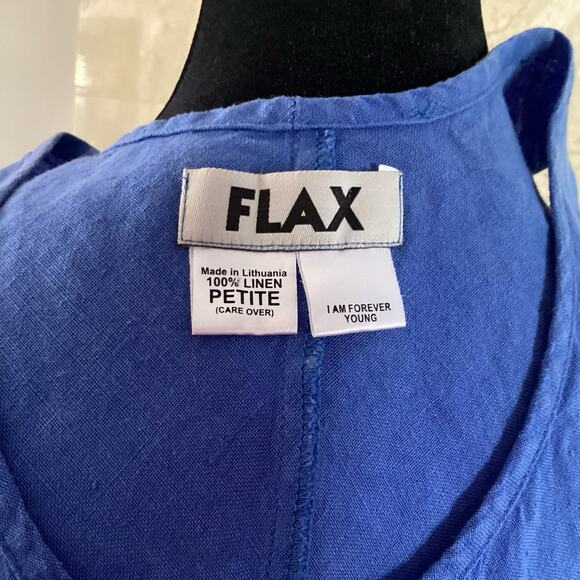 FLAX
Made in Lithuania
100% LINEN
PETITE
(CARE OVER)
I AM FOREVER
YOUNG